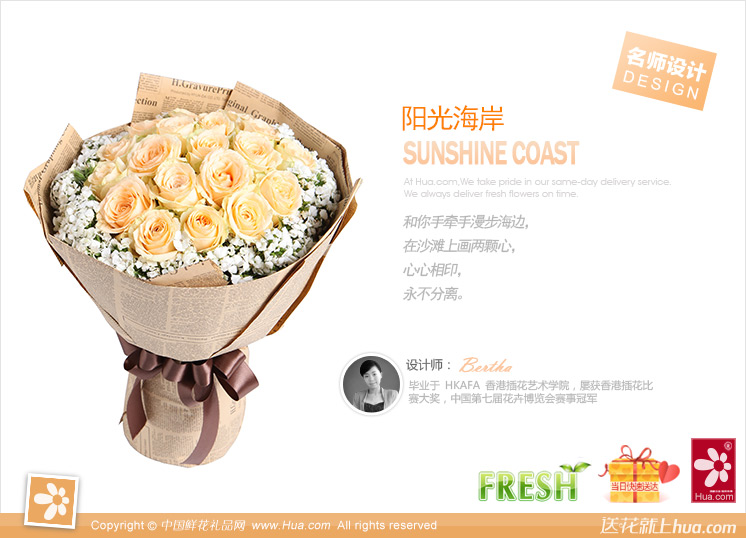 名师设计
DESIGN
H.GravurePri
ection
iginal Grank
阳光海岸
SUNSHINE COAST
At Hua.com,We take pride in our same-day delivery service.
We always deliver fresh flowers on time.
和你手牵手漫步海边，
在沙滩上画两颗心，
心心相印，
永不分离。
设计师： Bertha
毕业于 HKAFA 香港插花艺术学院，屡获香港插花比
赛大奖，中国第七届花卉博览会赛事冠军
FRESH
当日快速送达
Hua.com
Copyright © 中国鲜花礼品网 www.Hua.com All rights reserved
送花就上hua.com